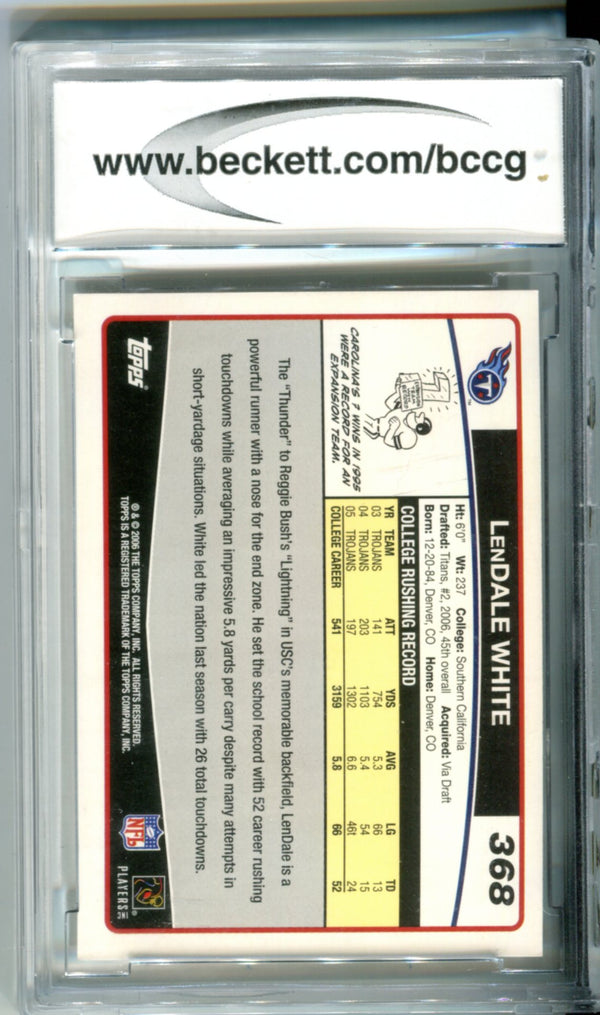 www.beckett.com/bccg
LENDALE WHITE
368
Ht: 6'0" Wt: 237 College: Southern California
Drafted: Titans, #2, 2006, 45th overall Acquired: Via Draft
Born: 12-20-84, Denver, CO Home: Denver, CO
CAROLINA'S 7 WINS IN 1995
WERE A RECORD FOR AN
EXPANSION TEAM.
COLLEGE RUSHING RECORD
YR TEAM ATT YDS AVG LG TD
03 TROJANS 141 754 5.3 66 13
04 TROJANS 203 1103 5.4 54 15
05 TROJANS 197 1302 6.6 46t 24
COLLEGE CAREER 541 3159 5.8 66 52
The "Thunder" to Reggie Bush's "Lightning" in USC's memorable backfield, LenDale is a
powerful runner with a nose for the end zone. He set the school record with 52 career rushing
touchdowns while averaging an impressive 5.8 yards per carry despite many attempts in
short-yardage situations. White led the nation last season with 26 total touchdowns.
topps
® & © 2006 THE TOPPS COMPANY, INC. ALL RIGHTS RESERVED.
TOPPS IS A REGISTERED TRADEMARK OF THE TOPPS COMPANY, INC.
NFL
PLAYERS INC